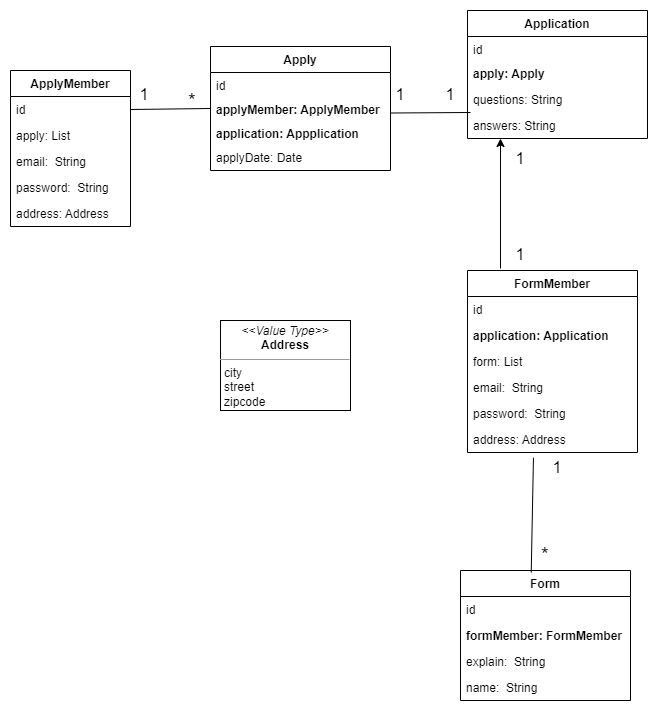 ApplyMember
id
apply: List
email:  String
password:  String
address: Address
1
*
Apply
id
applyMember: ApplyMember
application: Appplication
applyDate: Date
1
1
Application
id
apply: Apply
questions: String
answers: String
1
1
<<Value Type>>
Address
city
street
zipcode
FormMember
id
application: Application
form: List
email:  String
password:  String
address: Address
1
*
Form
id
formMember: FormMember
explain:  String
name:  String